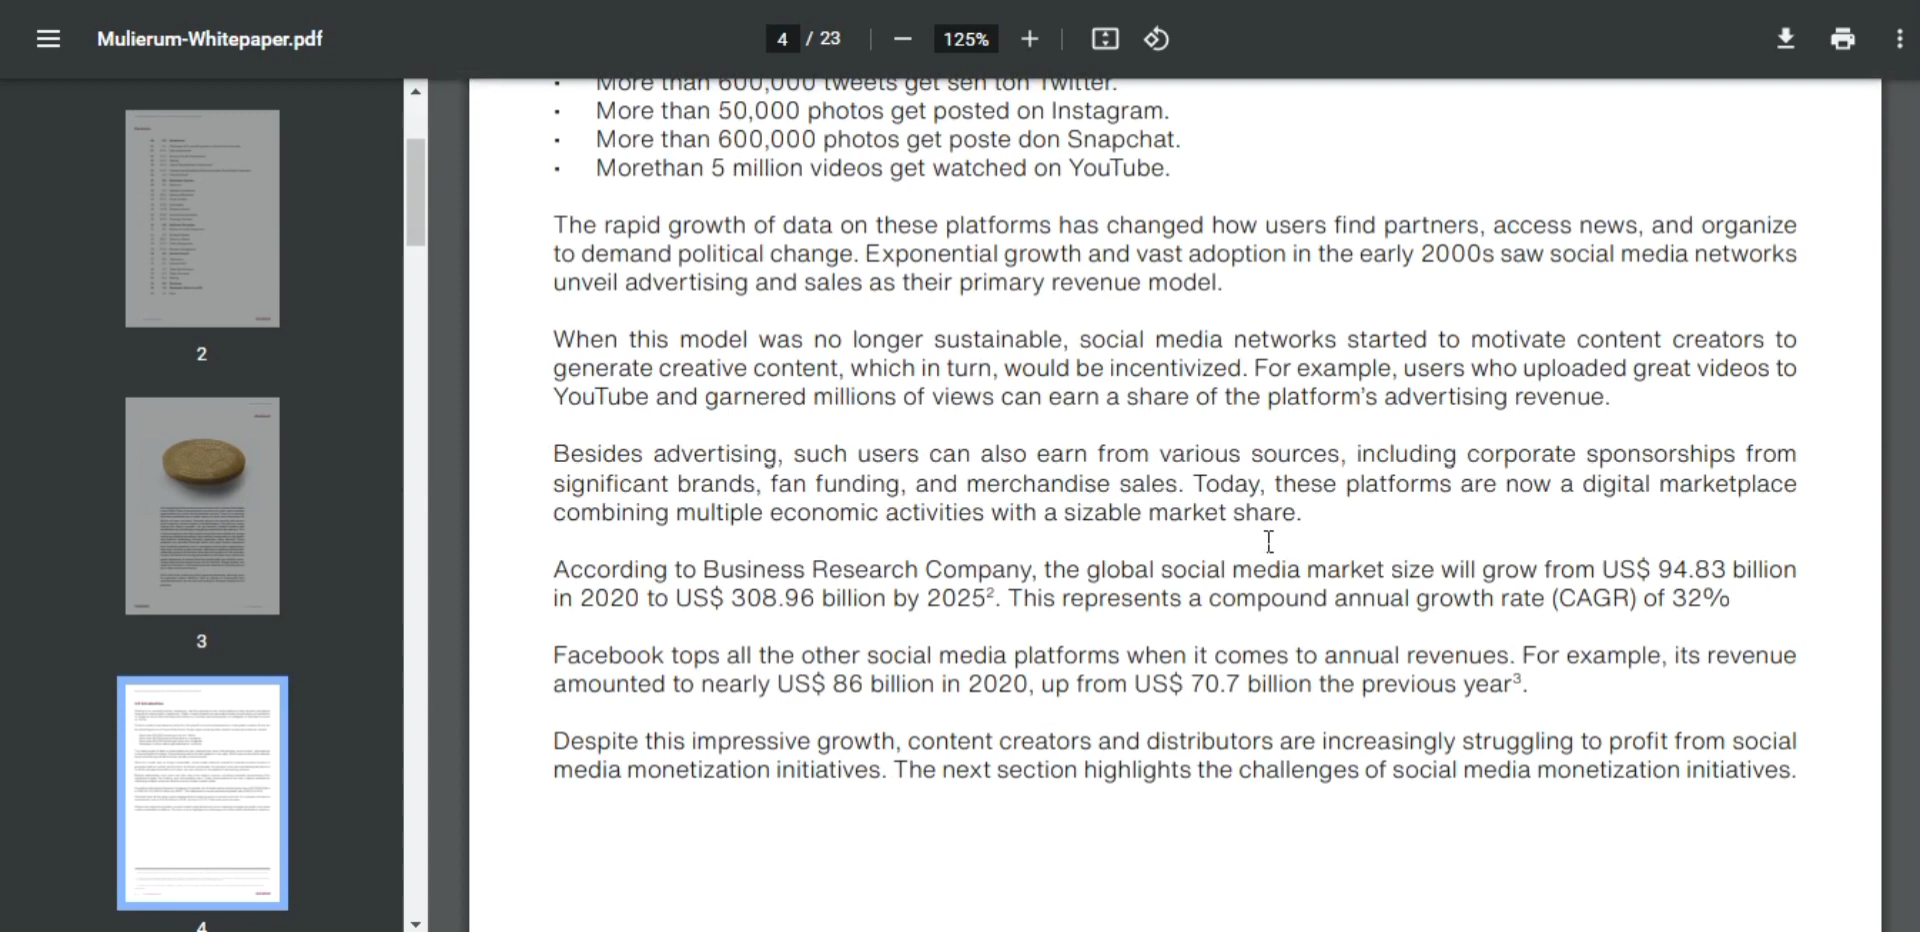 Mulierum-Whitepaper.pdf
4 / 23
125%
More than 600,000 tweets get sen ton Twitter.
· More than 50,000 photos get posted on Instagram.
· More than 600,000 photos get poste don Snapchat.
· Morethan 5 million videos get watched on YouTube.
The rapid growth of data on these platforms has changed how users find partners, access news, and organize
to demand political change. Exponential growth and vast adoption in the early 2000s saw social media networks
unveil advertising and sales as their primary revenue model.
When this model was no longer sustainable, social media networks started to motivate content creators to
generate creative content, which in turn, would be incentivized. For example, users who uploaded great videos to
YouTube and garnered millions of views can earn a share of the platform's advertising revenue.
Besides advertising, such users can also earn from various sources, including corporate sponsorships from
significant brands, fan funding, and merchandise sales. Today, these platforms are now a digital marketplace
combining multiple economic activities with a sizable market share.
According to Business Research Company, the global social media market size will grow from US$ 94.83 billion
in 2020 to US$ 308.96 billion by 2025². This represents a compound annual growth rate (CAGR) of 32%
Facebook tops all the other social media platforms when it comes to annual revenues. For example, its revenue
amounted to nearly US$ 86 billion in 2020, up from US$ 70.7 billion the previous year³.
Despite this impressive growth, content creators and distributors are increasingly struggling to profit from social
media monetization initiatives. The next section highlights the challenges of social media monetization initiatives.
2
3
4